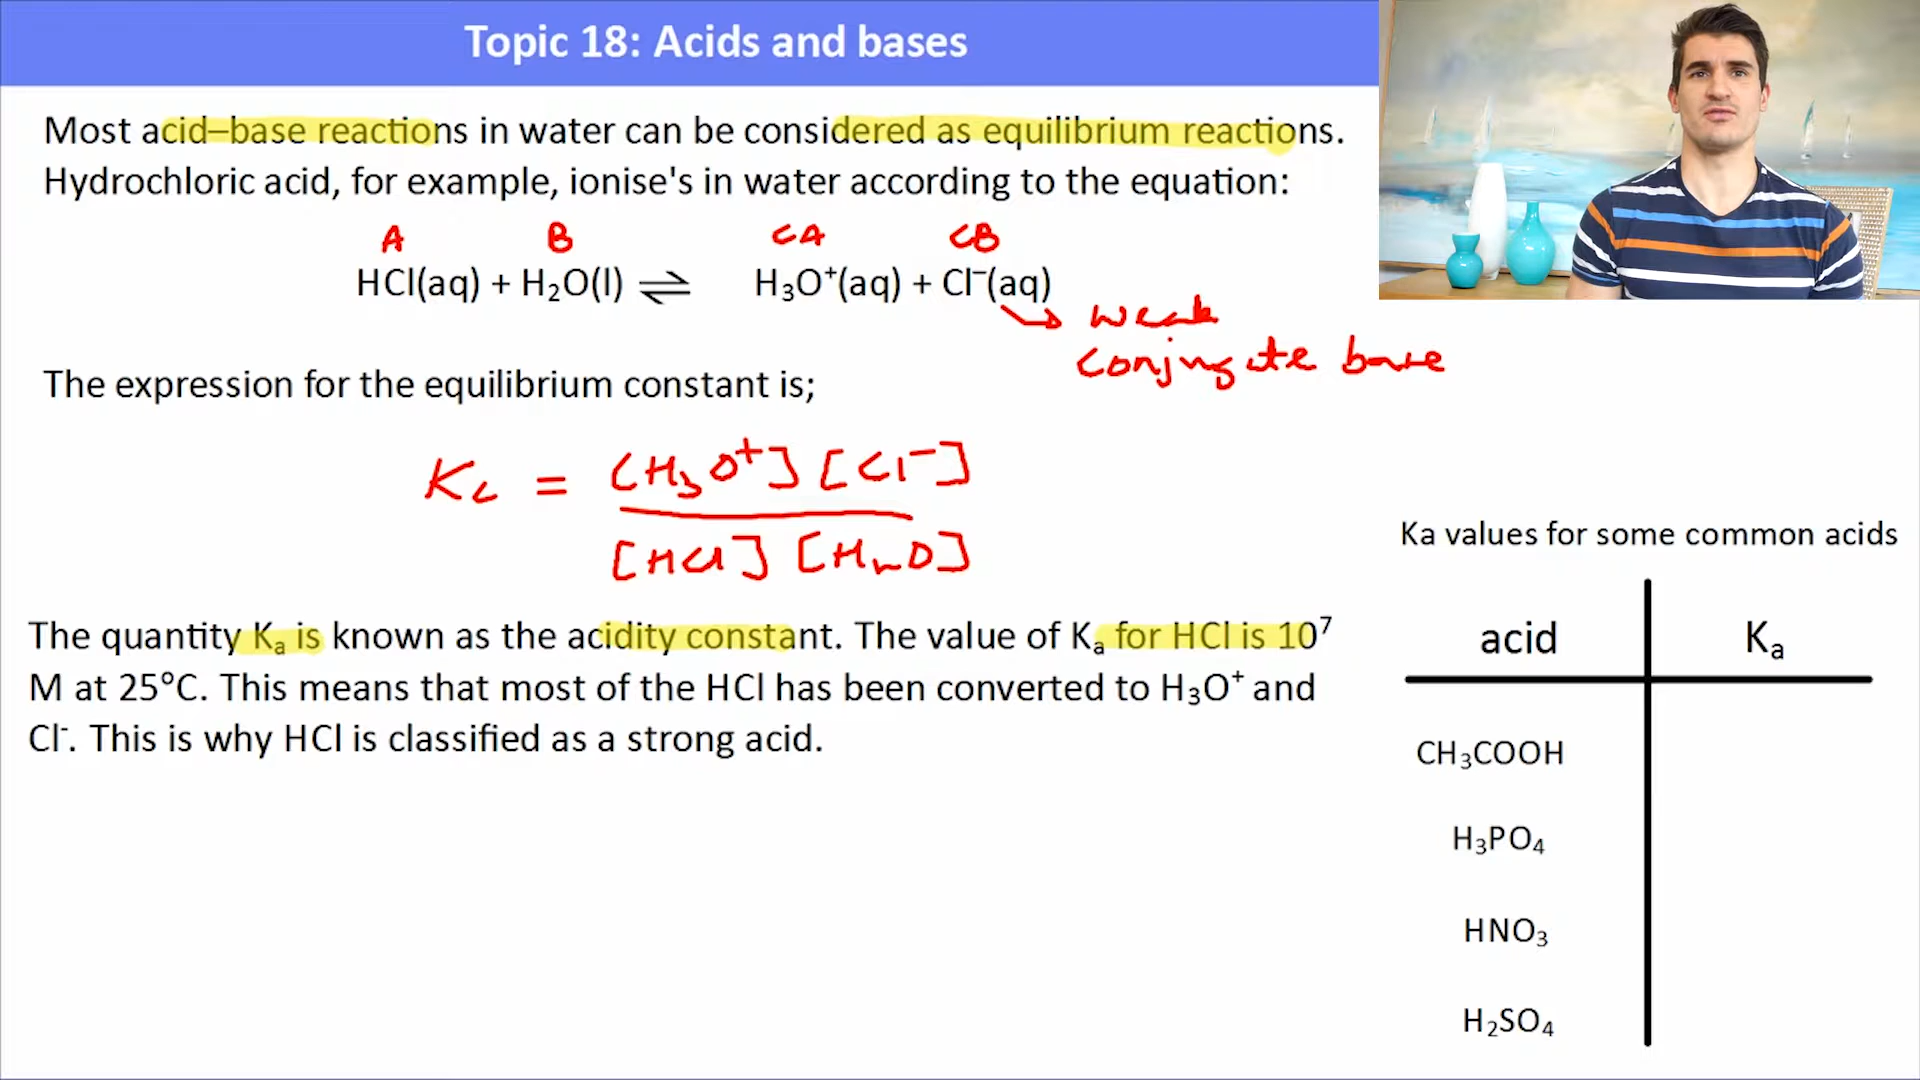 Topic 18: Acids and bases
Most acid–base reactions in water can be considered as equilibrium reactions.
Hydrochloric acid, for example, ionise's in water according to the equation:
A B CA CB
HCl(aq) + H₂O(l) ⇌ H₃O⁺(aq) + Cl⁻(aq)
→ weak
conjugate base
The expression for the equilibrium constant is;
Kc = [H₃O⁺] [Cl⁻]
[HCl] [H₂O]
The quantity Kₐ is known as the acidity constant. The value of Kₐ for HCl is 10⁷
M at 25°C. This means that most of the HCl has been converted to H₃O⁺ and
Cl⁻. This is why HCl is classified as a strong acid.
Ka values for some common acids
acid Kₐ
CH₃COOH
H₃PO₄
HNO₃
H₂SO₄